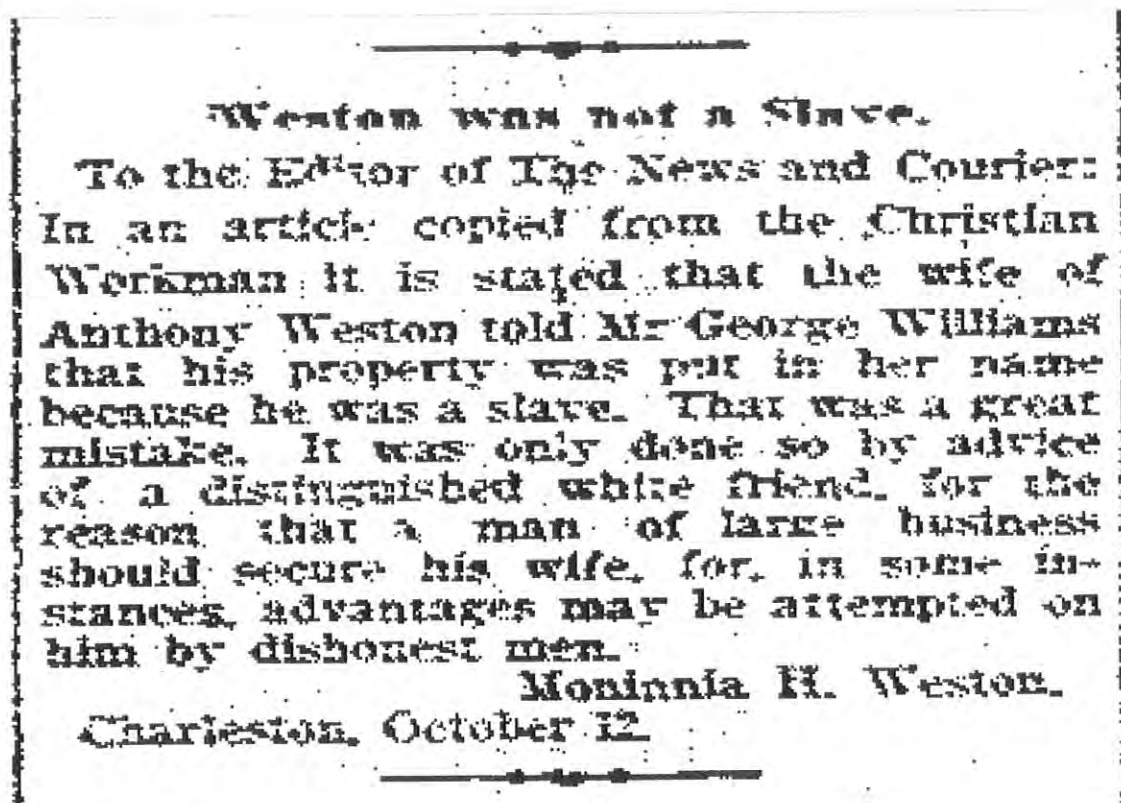 Weston was not a Slave.
To the Editor of The News and Courier:
In an article copied from the Christian
Workman it is stated that the wife of
Anthony Weston told Mr George Williams
that his property was put in her name
because he was a slave. That was a great
mistake. It was only done so by advice
of a distinguished white friend, for the
reason that a man of large business
should secure his wife, for, in some in-
stances, advantages may be attempted on
him by dishonest men.
Moninnia H. Weston.
Charleston, October 12